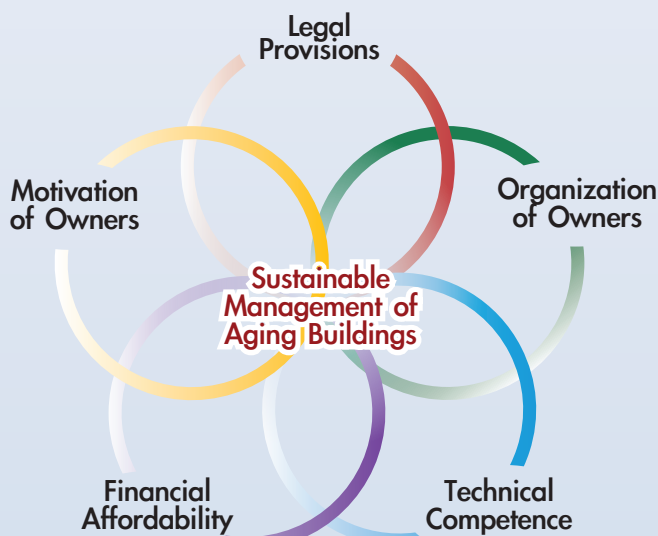 Legal
Provisions
Motivation
of Owners
Organization
of Owners
Sustainable
Management of
Aging Buildings
Financial
Affordability
Technical
Competence